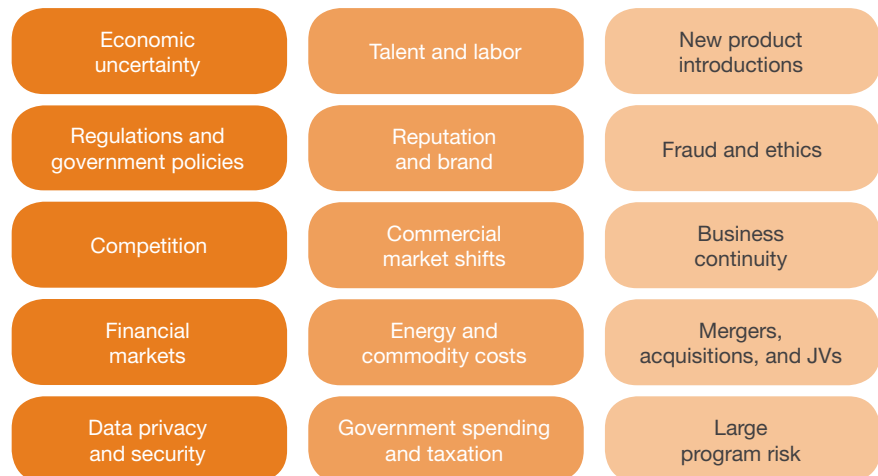 Economic
uncertainty
Talent and labor
New product
introductions
Regulations and
government policies
Reputation
and brand
Fraud and ethics
Competition
Commercial
market shifts
Business
continuity
Financial
markets
Energy and
commodity costs
Mergers,
acquisitions, and JVs
Data privacy
and security
Government spending
and taxation
Large
program risk